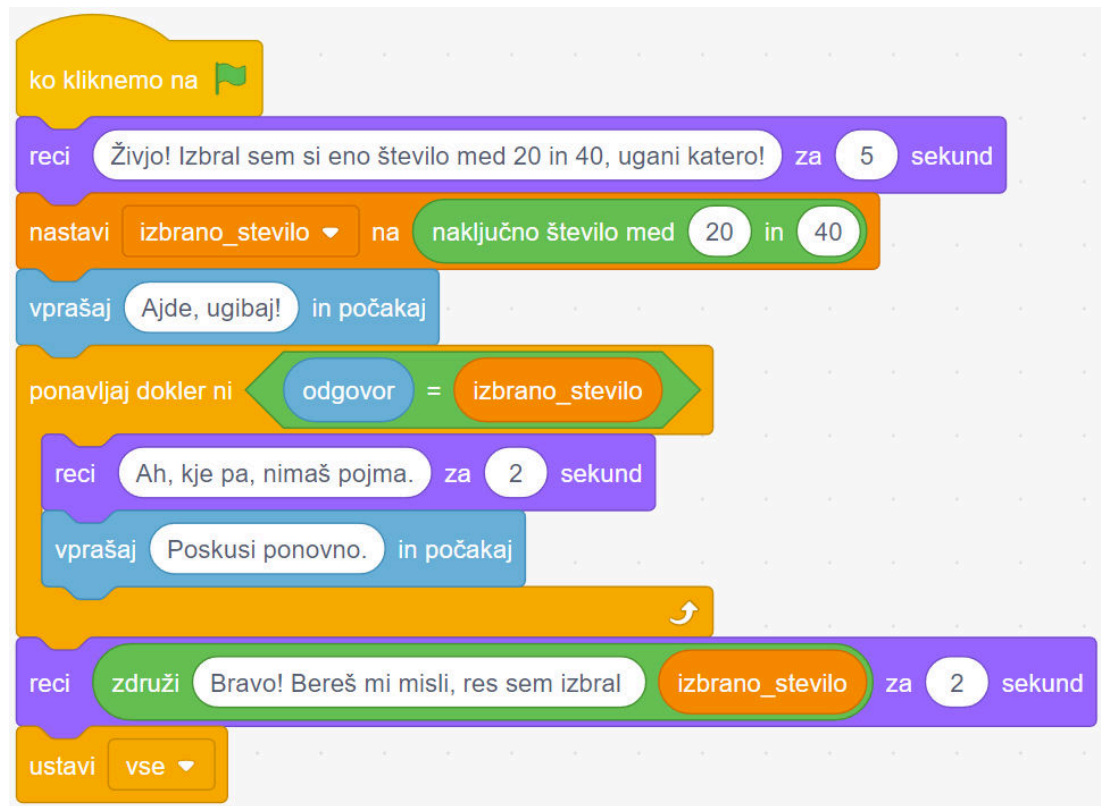 ko kliknemo na
reci Živjo! Izbral sem si eno število med 20 in 40, ugani katero! za 5 sekund
nastavi izbrano_stevilo na naključno število med 20 in 40
vprašaj Ajde, ugibaj! in počakaj
ponavljaj dokler ni odgovor = izbrano_stevilo
reci Ah, kje pa, nimaš pojma. za 2 sekund
vprašaj Poskusi ponovno. in počakaj
reci združi Bravo! Bereš mi misli, res sem izbral izbrano_stevilo za 2 sekund
ustavi vse